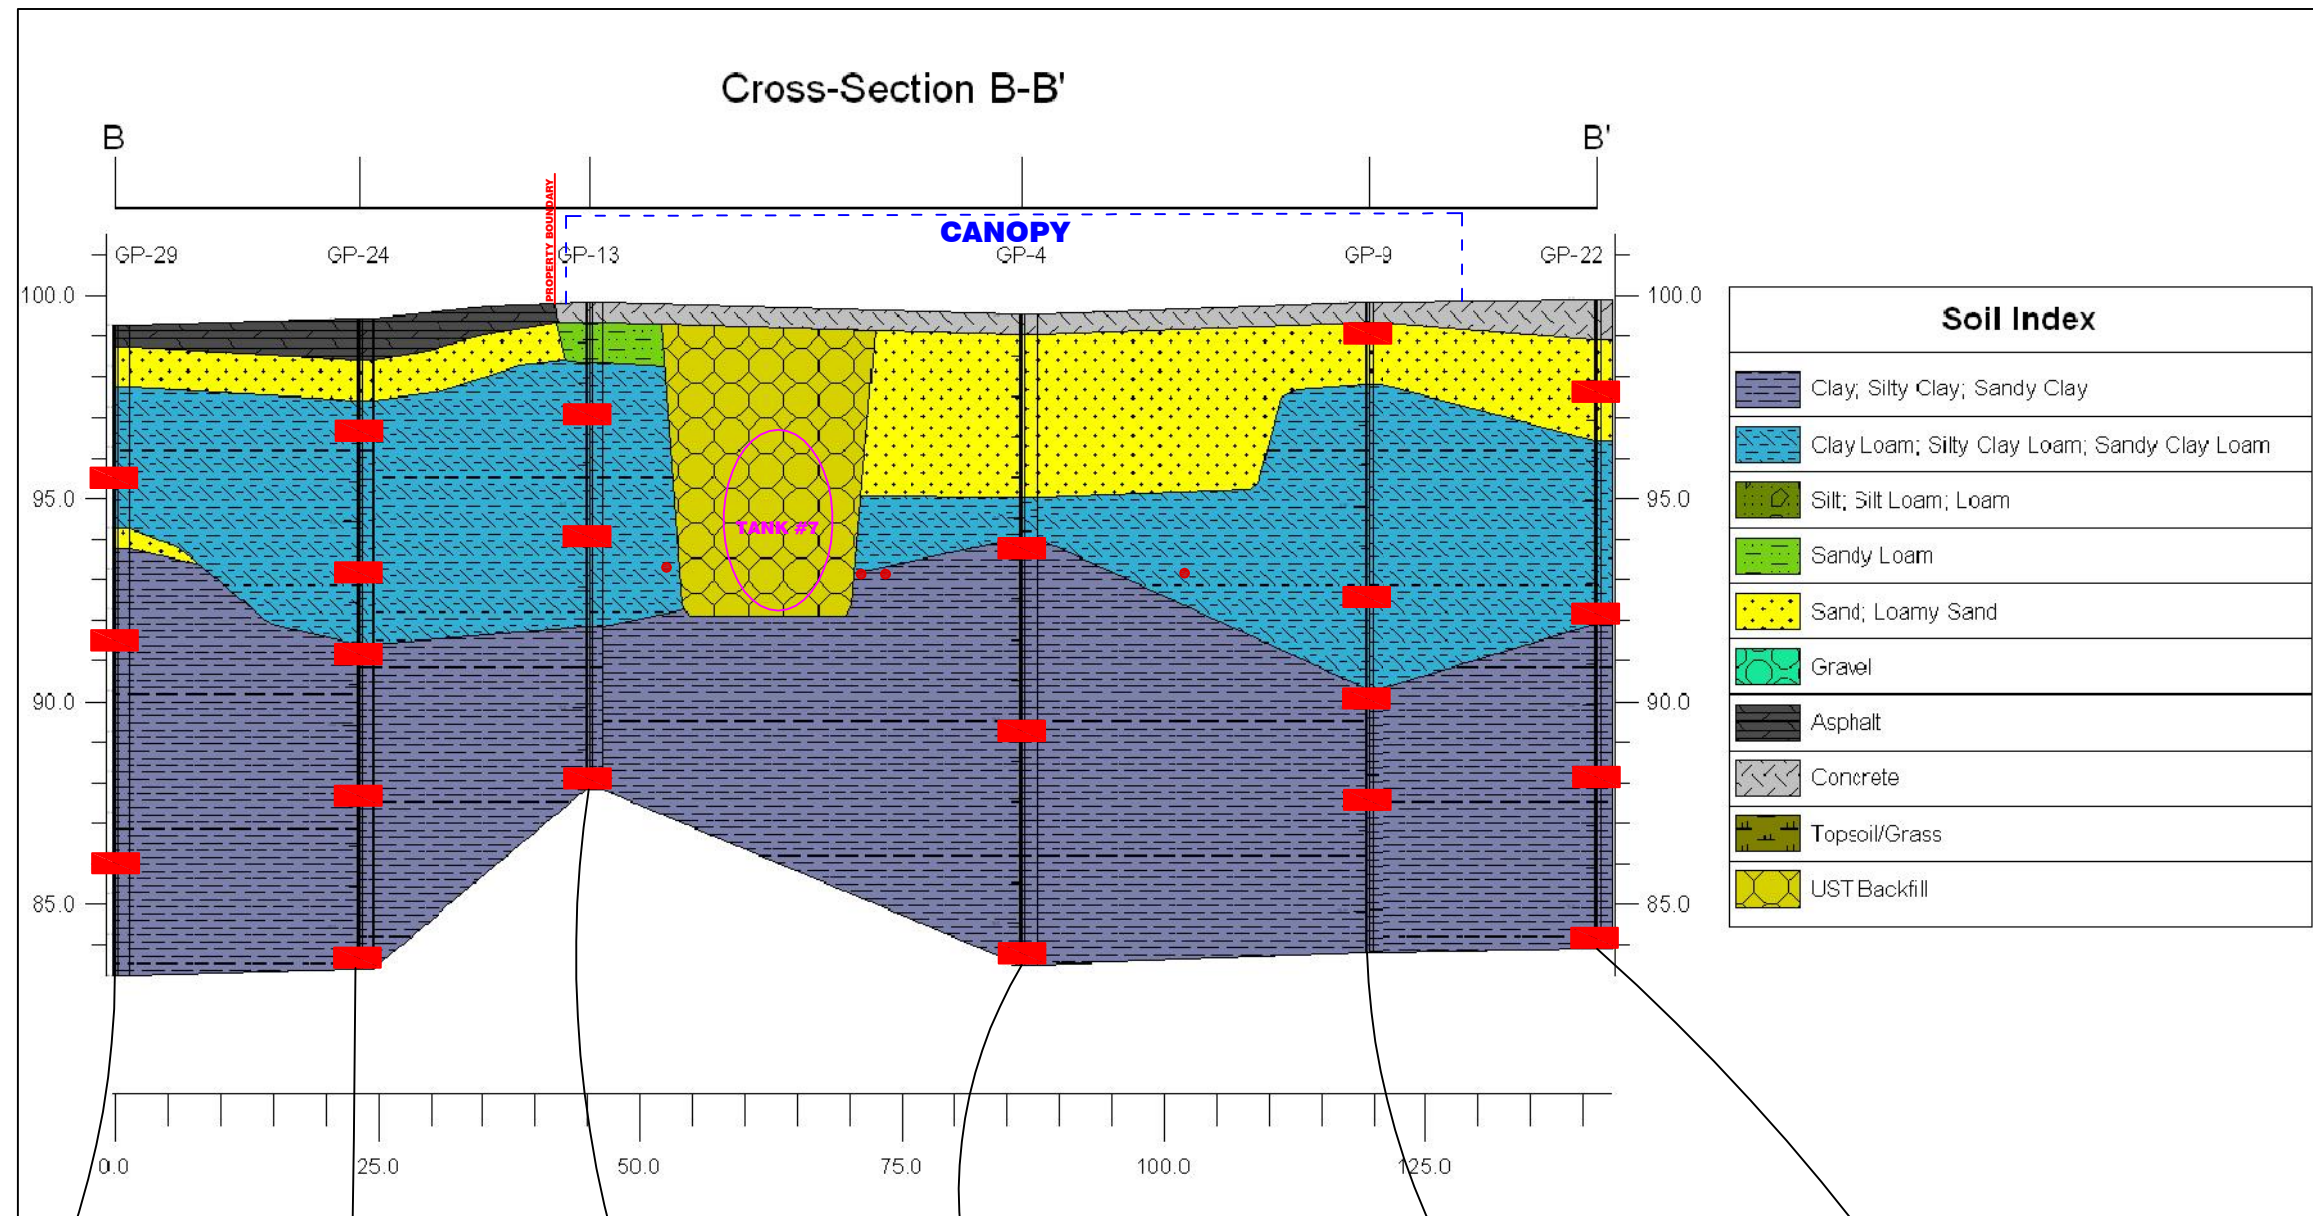 Cross-Section B-B'
B
B'
PROPERTY BOUNDARY
CANOPY
GP-29
GP-24
GP-13
GP-4
GP-9
GP-22
100.0
100.0
95.0
95.0
90.0
90.0
85.0
85.0
TANK #7
0.0
25.0
50.0
75.0
100.0
125.0
Soil Index
Clay; Silty Clay; Sandy Clay
Clay Loam; Silty Clay Loam; Sandy Clay Loam
Silt; Silt Loam; Loam
Sandy Loam
Sand; Loamy Sand
Gravel
Asphalt
Concrete
Topsoil/Grass
UST Backfill